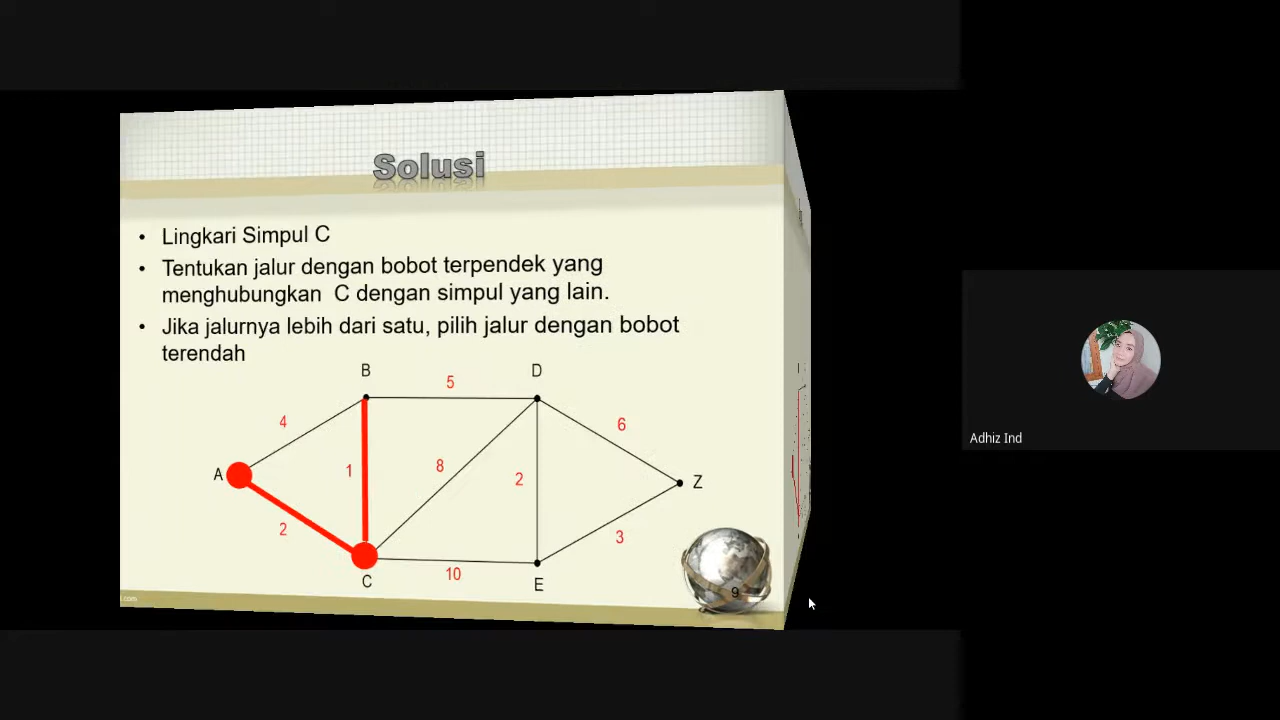 Solusi
• Lingkari Simpul C
• Tentukan jalur dengan bobot terpendek yang
menghubungkan C dengan simpul yang lain.
• Jika jalurnya lebih dari satu, pilih jalur dengan bobot
terendah
B
D
5
4
6
A
1
8
2
Z
2
3
C
10
E
9
.com
Adhiz Ind